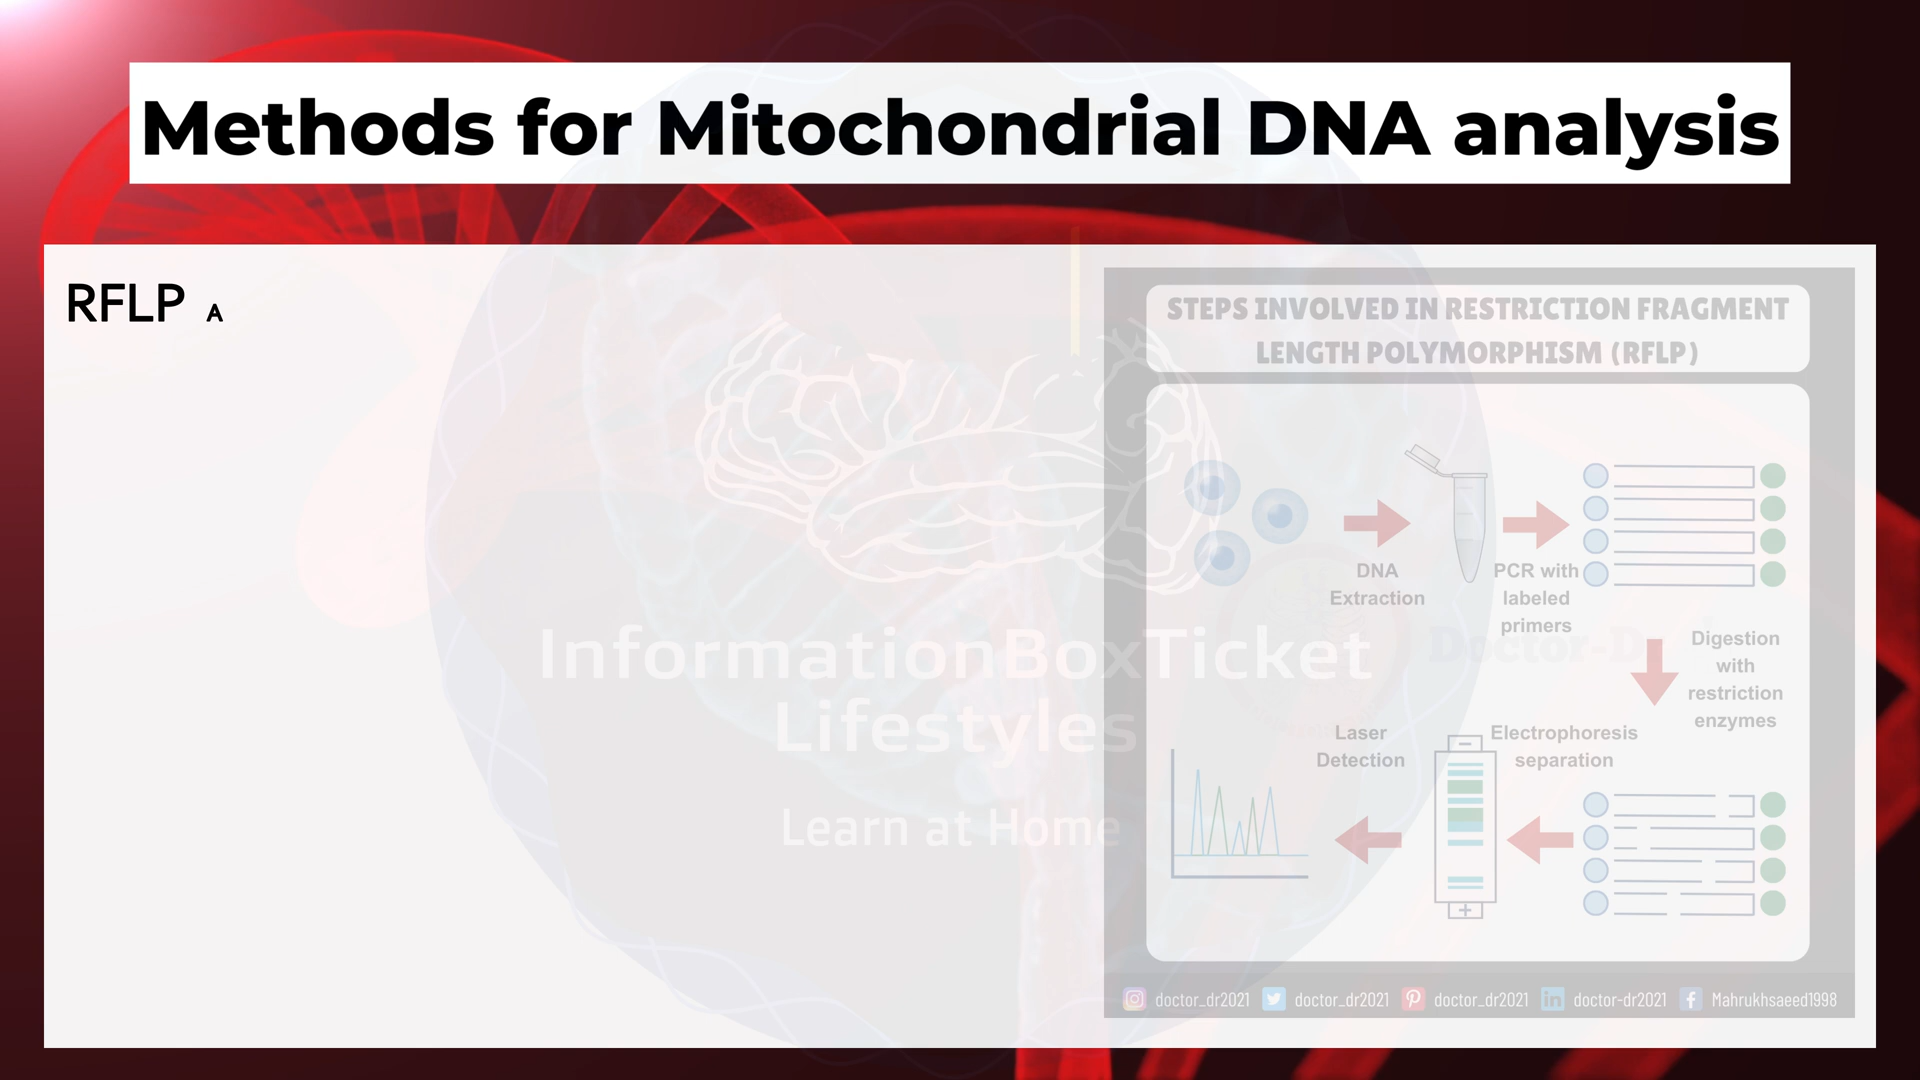 Methods for Mitochondrial DNA analysis
RFLP A
STEPS INVOLVED IN RESTRICTION FRAGMENT
LENGTH POLYMORPHISM (RFLP)
DNA
Extraction
PCR with
labeled
primers
Digestion
with
restriction
enzymes
Electrophoresis
separation
Laser
Detection
InformationBoxTicket
Lifestyles
Learn at Home
doctor_dr2021
doctor_dr2021
doctor_dr2021
doctor-dr2021
Mahrukhsaeed1998